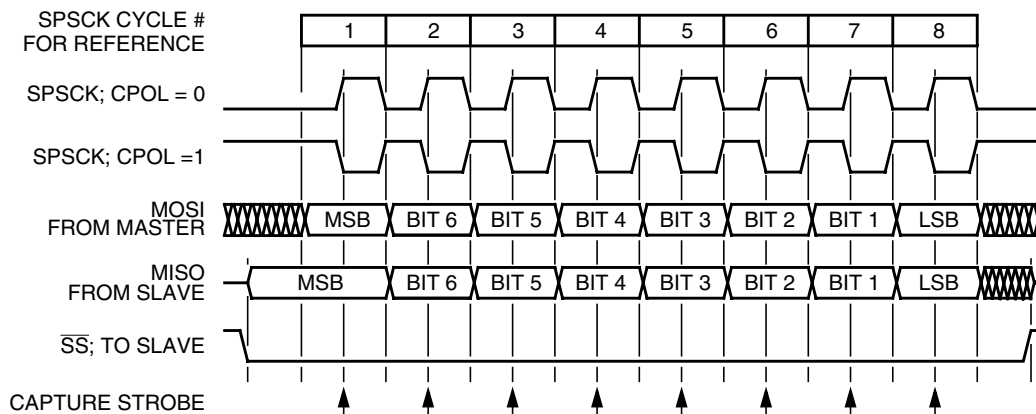 SPSCK CYCLE #
FOR REFERENCE
1 2 3 4 5 6 7 8
SPSCK; CPOL = 0
SPSCK; CPOL =1
MOSI
FROM MASTER
MSB BIT 6 BIT 5 BIT 4 BIT 3 BIT 2 BIT 1 LSB
MISO
FROM SLAVE
MSB BIT 6 BIT 5 BIT 4 BIT 3 BIT 2 BIT 1 LSB
SS; TO SLAVE
CAPTURE STROBE